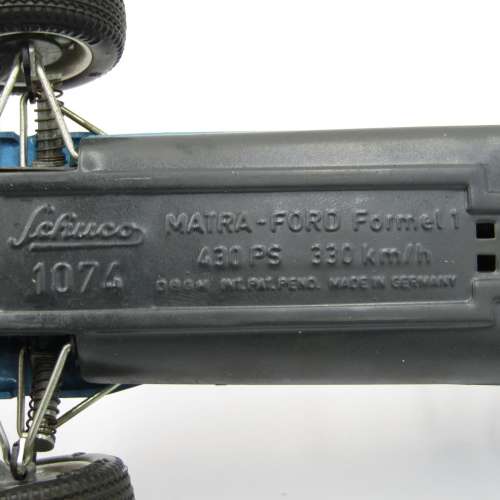 Schuco
1074
MATRA-FORD Formel 1
430 PS 330 km/h
INT. PAT. PEND. MADE IN GERMANY